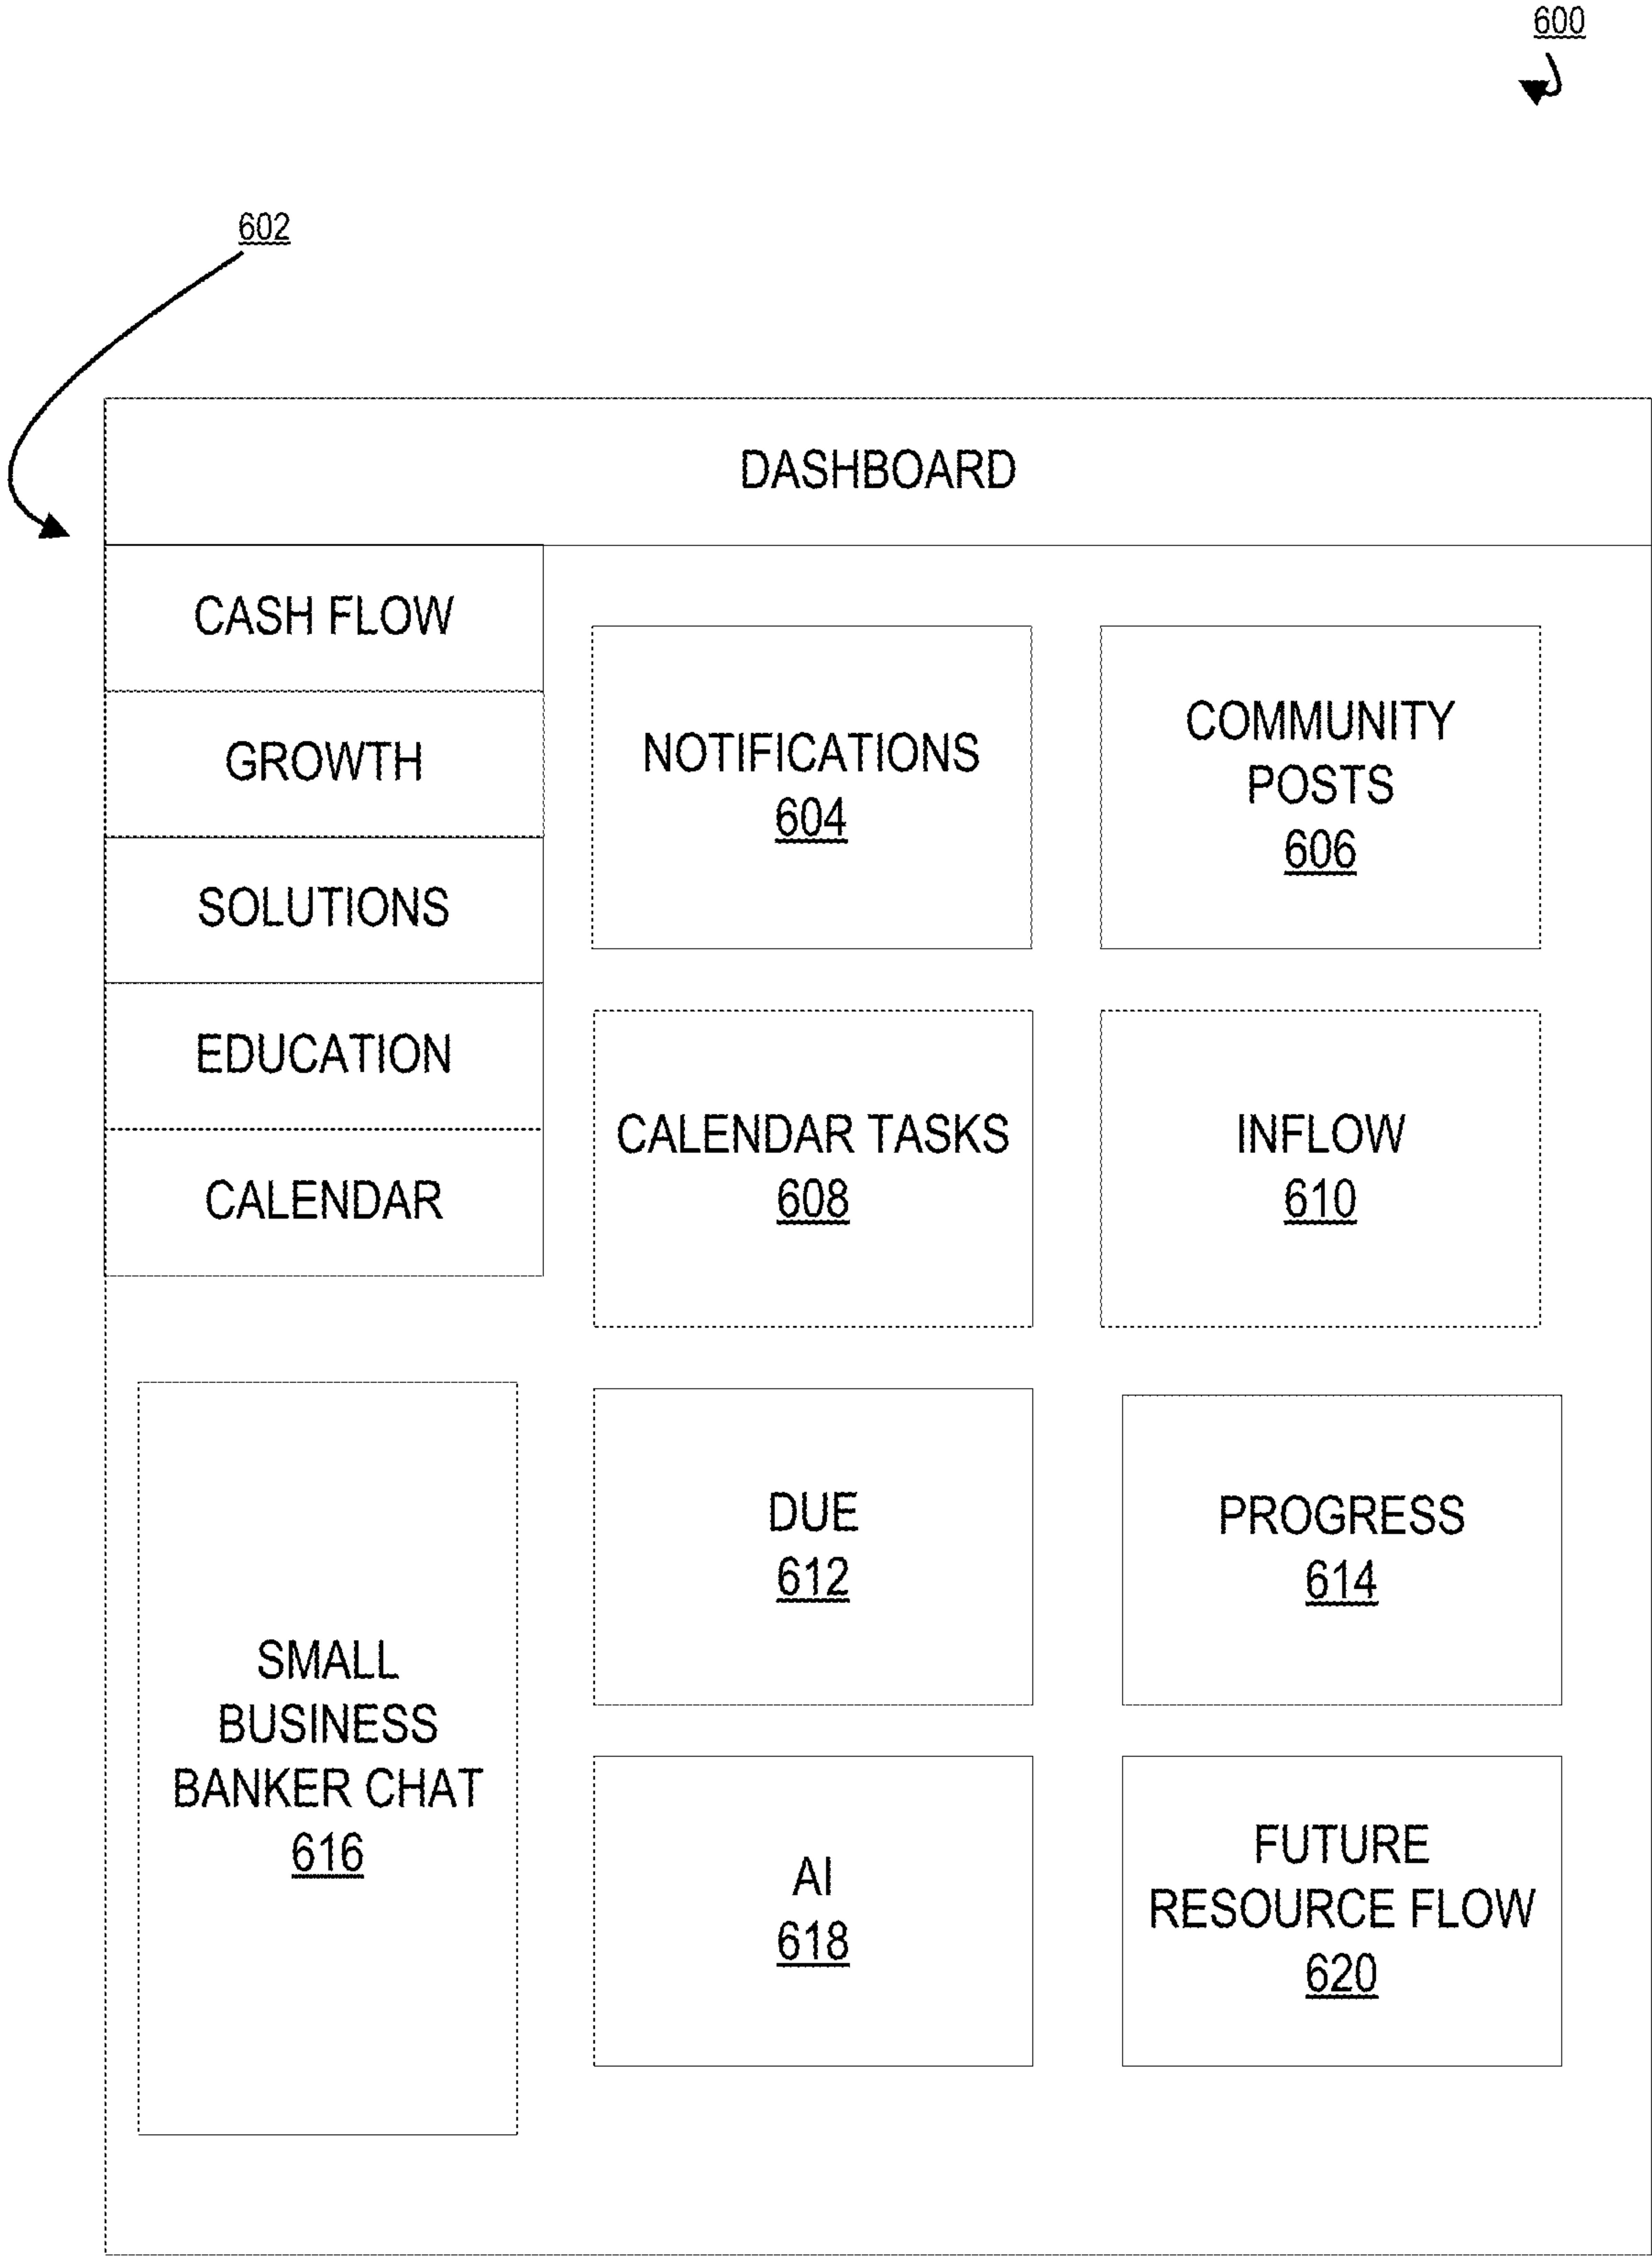 600
602
DASHBOARD
CASH FLOW
GROWTH
SOLUTIONS
EDUCATION
CALENDAR
NOTIFICATIONS
604
COMMUNITY
POSTS
606
CALENDAR TASKS
608
INFLOW
610
DUE
612
PROGRESS
614
SMALL
BUSINESS
BANKER CHAT
616
AI
618
FUTURE
RESOURCE FLOW
620